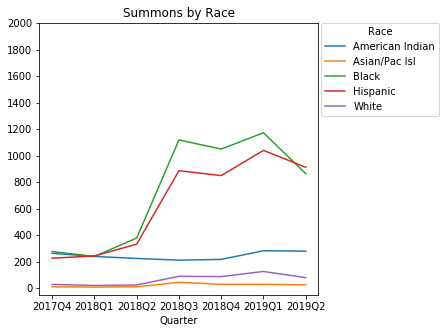 Summons by Race
2000
1800
1600
1400
1200
1000
800
600
400
200
0
2017Q4 2018Q1 2018Q2 2018Q3 2018Q4 2019Q1 2019Q2
Quarter
Race
American Indian
Asian/Pac Isl
Black
Hispanic
White